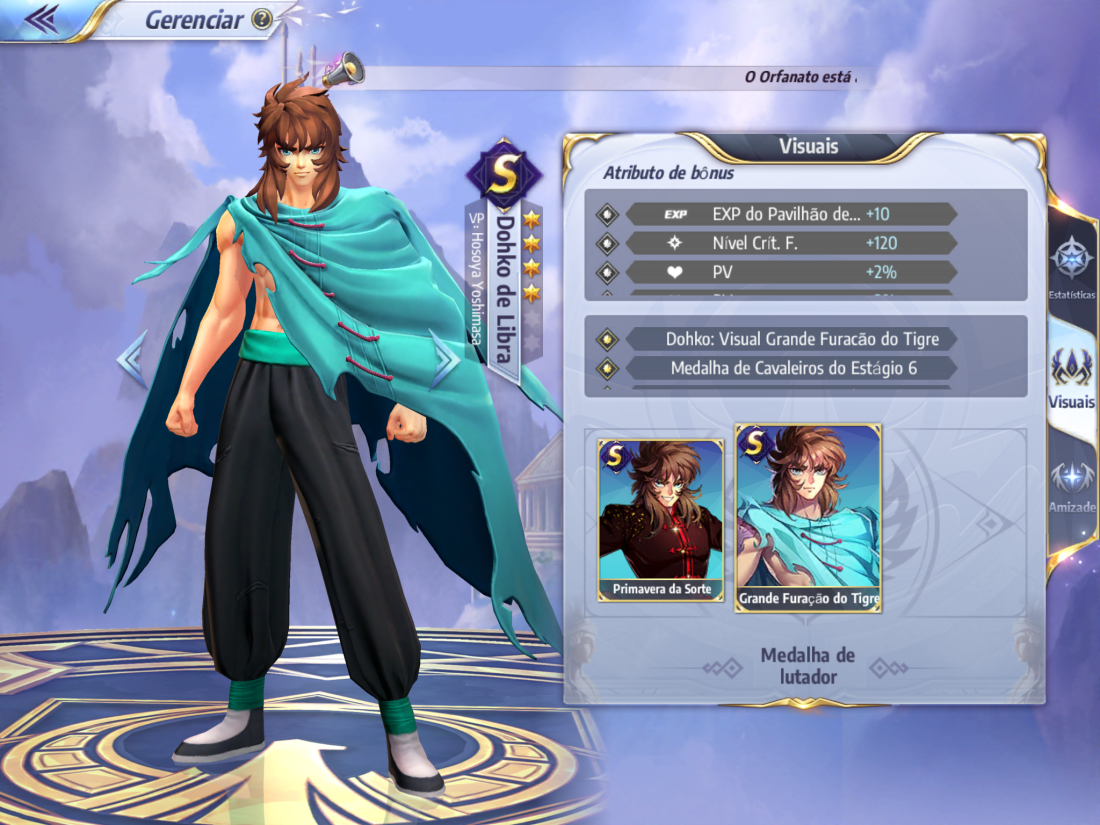 Gerenciar ?
O Orfanato está
Visuais
Atributo de bônus
EXP EXP do Pavilhão de... +10
Nível Crít. F. +120
PV +2%
Dohko: Visual Grande Furacão do Tigre
Medalha de Cavaleiros do Estágio 6
S
Dohko de Libra
SP: Hosoya Yoshimasa
S
Primavera da Sorte
S
Grande Furação do Tigre
Medalha de
lutador
Estatísticas
Visuais
Amizade